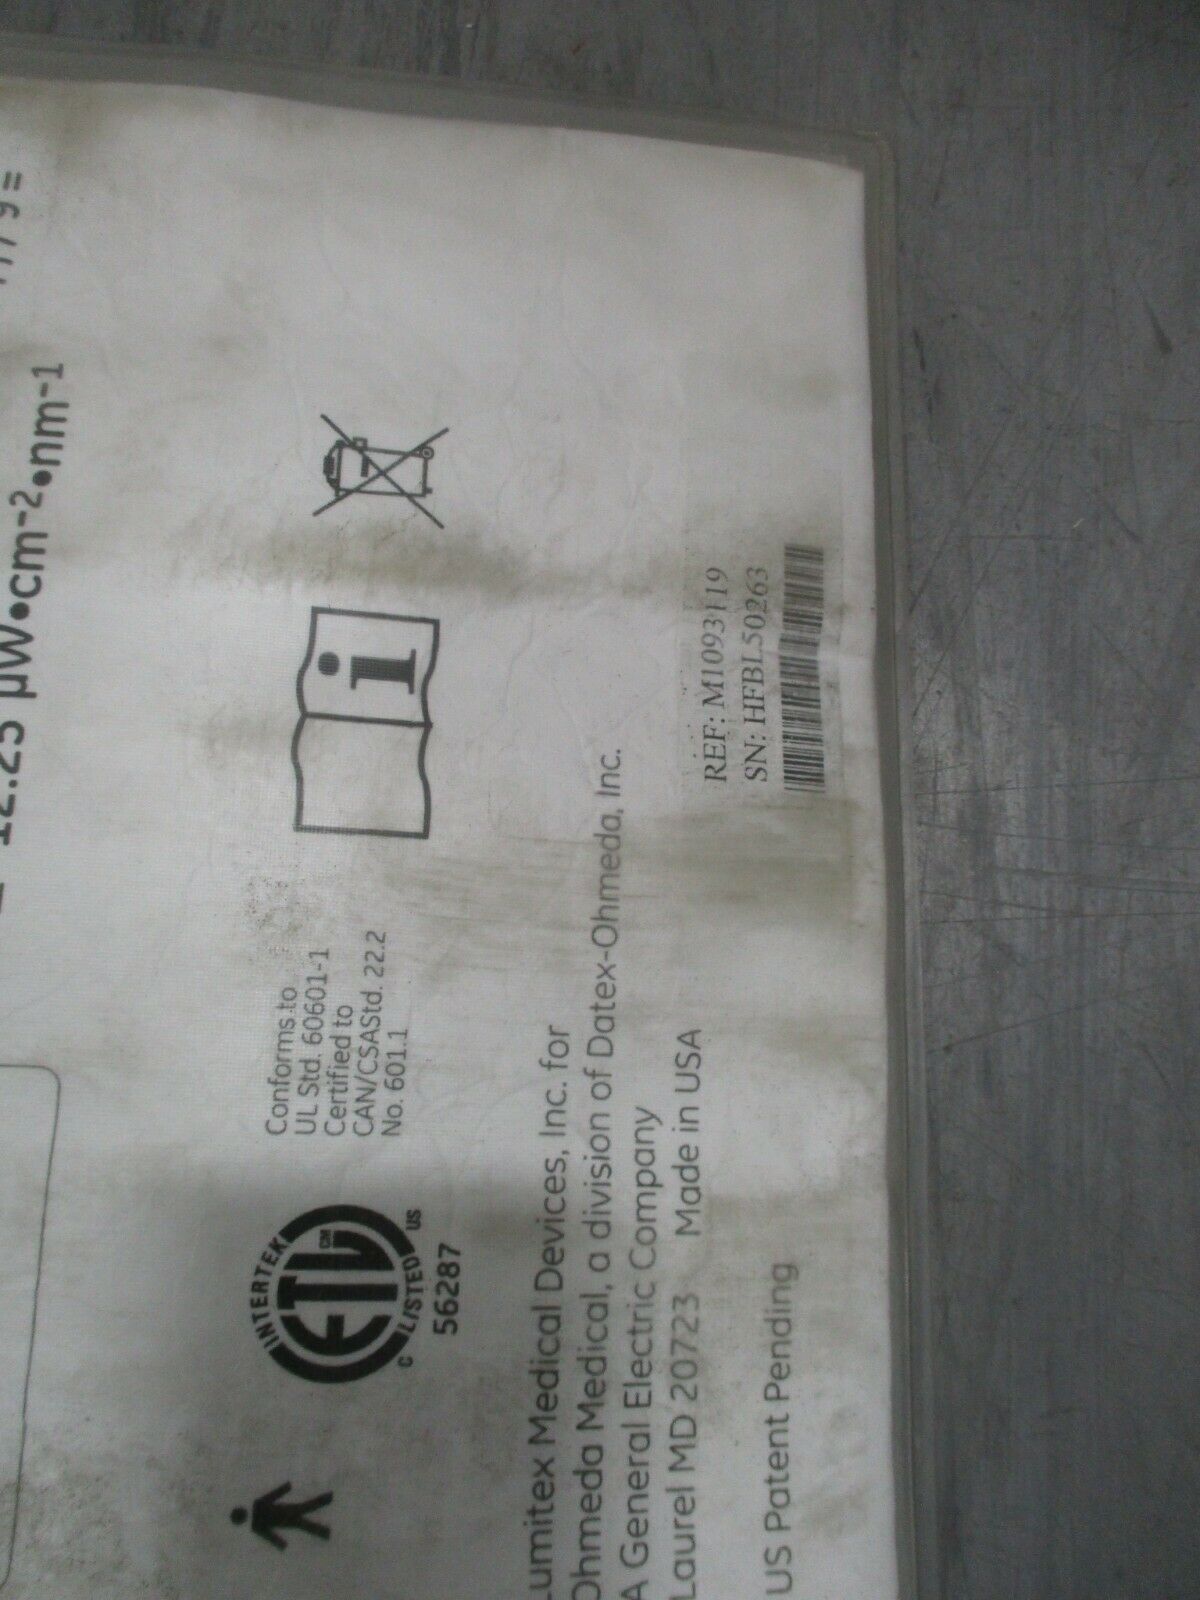 12.25 µW•cm-2•nm-1
INTERTEK
ETL CM
C LISTED US
56287
Conforms to
UL Std. 60601-1
Certified to
CAN/CSAStd. 22.2
No. 601.1
Lumitex Medical Devices, Inc. for
Ohmeda Medical, a division of Datex-Ohmeda, Inc.
A General Electric Company
Laurel MD 20723 Made in USA
US Patent Pending
REF: M1093119
SN: HFBL50263